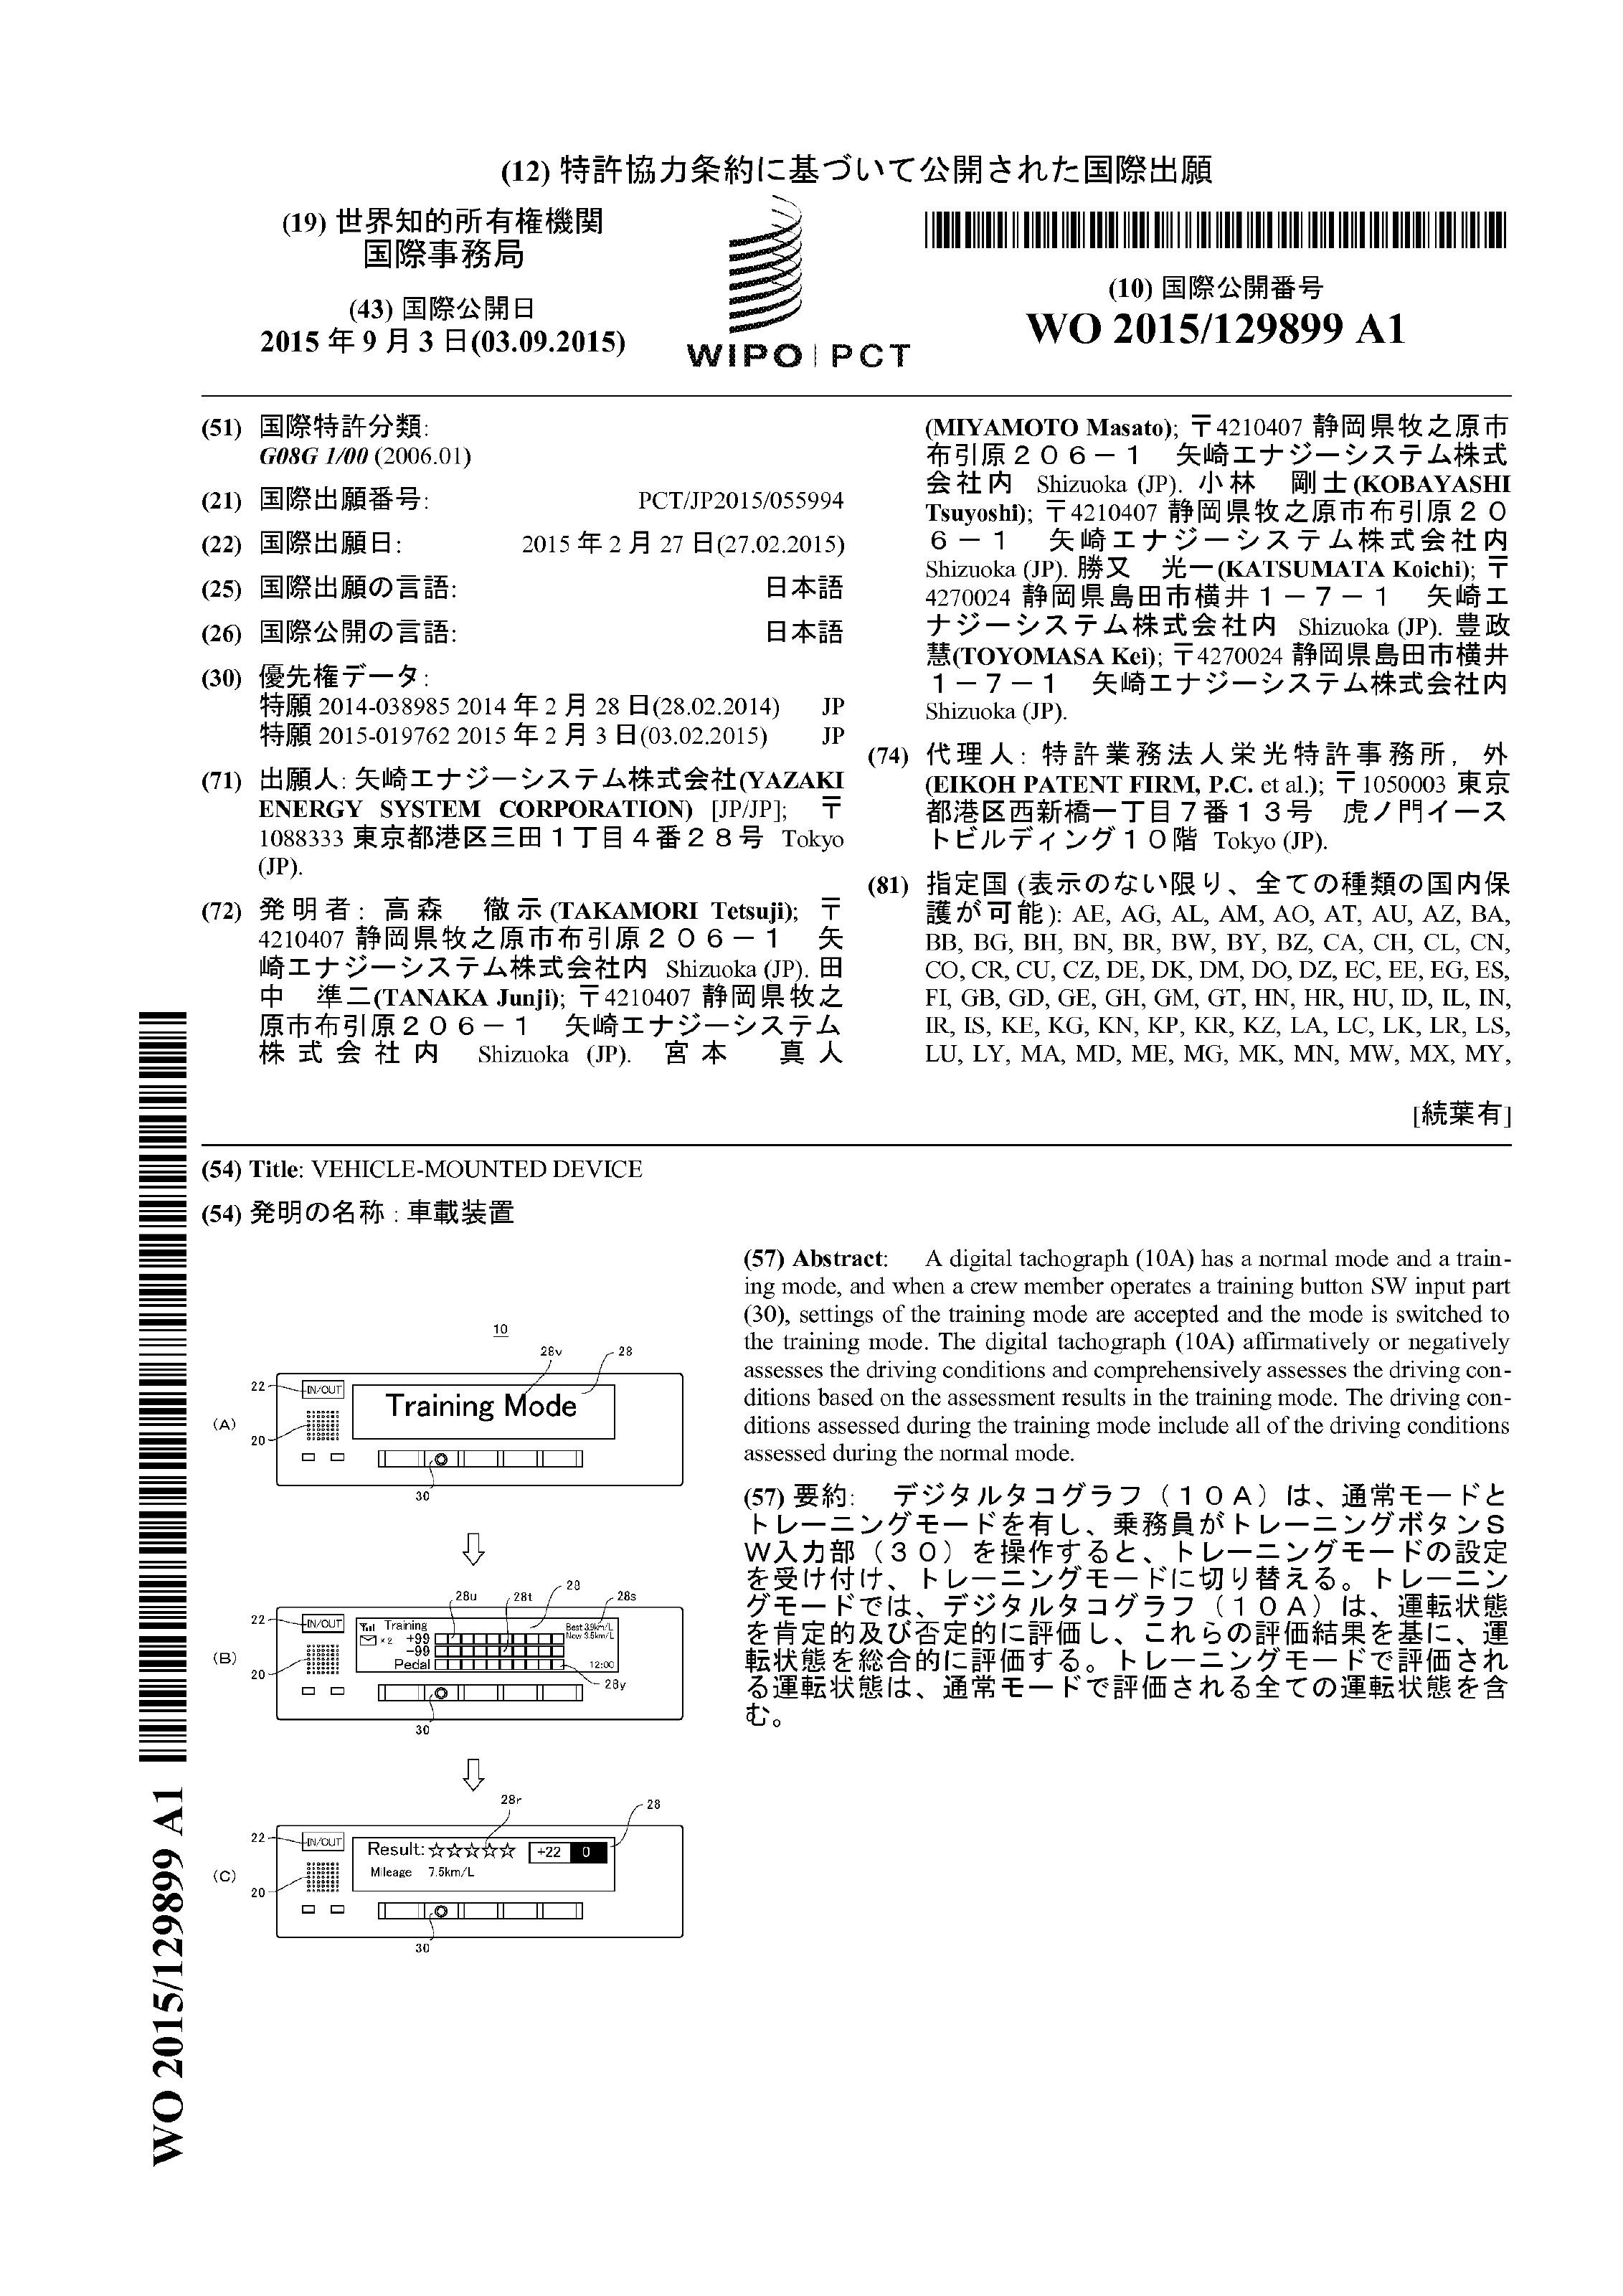 (12) 特許協力条約に基づいて公開された国際出願
(19) 世界知的所有権機関
国際事務局
(43) 国際公開日
2015 年 9 月 3 日(03.09.2015)
WIPO | PCT
(10) 国際公開番号
WO 2015/129899 A1
(51) 国際特許分類:
G08G 1/00 (2006.01)
(21) 国際出願番号: PCT/JP2015/055994
(22) 国際出願日: 2015 年 2 月 27 日(27.02.2015)
(25) 国際出願の言語: 日本語
(26) 国際公開の言語: 日本語
(30) 優先権データ:
特願 2014-038985 2014 年 2 月 28 日(28.02.2014) JP
特願 2015-019762 2015 年 2 月 3 日(03.02.2015) JP
(71) 出願人: 矢崎エナジーシステム株式会社(YAZAKI
ENERGY SYSTEM CORPORATION) [JP/JP]; 〒
1088333 東京都港区三田1丁目4番28号 Tokyo
(JP).
(72) 発明者: 高森 徹示(TAKAMORI Tetsuji); 〒
4210407 静岡県牧之原市布引原206-1 矢
崎エナジーシステム株式会社内 Shizuoka (JP). 田
中 準二(TANAKA Junji); 〒4210407 静岡県牧之
原市布引原206-1 矢崎エナジーシステム
株式会社内 Shizuoka (JP). 宮本 真人
(MIYAMOTO Masato); 〒4210407 静岡県牧之原市
布引原206-1 矢崎エナジーシステム株式
会社内 Shizuoka (JP). 小林 剛士(KOBAYASHI
Tsuyoshi); 〒4210407 静岡県牧之原市布引原20
6-1 矢崎エナジーシステム株式会社内
Shizuoka (JP). 勝又 光一(KATSUMATA Koichi); 〒
4270024 静岡県島田市横井1-7-1 矢崎エ
ナジーシステム株式会社内 Shizuoka (JP). 豊政
慧(TOYOMASA Kei); 〒4270024 静岡県島田市横井
1-7-1 矢崎エナジーシステム株式会社内
Shizuoka (JP).
(74) 代理人: 特許業務法人栄光特許事務所, 外
(EIKOH PATENT FIRM, P.C. et al.); 〒1050003 東京
都港区西新橋一丁目7番13号 虎ノ門イース
トビルディング10階 Tokyo (JP).
(81) 指定国 (表示のない限り、全ての種類の国内保
護が可能): AE, AG, AL, AM, AO, AT, AU, AZ, BA,
BB, BG, BH, BN, BR, BW, BY, BZ, CA, CH, CL, CN,
CO, CR, CU, CZ, DE, DK, DM, DO, DZ, EC, EE, EG, ES,
FI, GB, GD, GE, GH, GM, GT, HN, HR, HU, ID, IL, IN,
IR, IS, KE, KG, KN, KP, KR, KZ, LA, LC, LK, LR, LS,
LU, LY, MA, MD, ME, MG, MK, MN, MW, MX, MY,
[続葉有]
(54) Title: VEHICLE-MOUNTED DEVICE
(54) 発明の名称 : 車載装置
(57) Abstract: A digital tachograph (10A) has a normal mode and a train-
ing mode, and when a crew member operates a training button SW input part
(30), settings of the training mode are accepted and the mode is switched to
the training mode. The digital tachograph (10A) affirmatively or negatively
assesses the driving conditions and comprehensively assesses the driving con-
ditions based on the assessment results in the training mode. The driving con-
ditions assessed during the training mode include all of the driving conditions
assessed during the normal mode.
(57) 要約: デジタルタコグラフ(10A)は、通常モードと
トレーニングモードを有し、乗務員がトレーニングボタンS
W入力部(30)を操作すると、トレーニングモードの設定
を受け付け、トレーニングモードに切り替える。トレーニン
グモードでは、デジタルタコグラフ(10A)は、運転状態
を肯定的及び否定的に評価し、これらの評価結果を基に、運
転状態を総合的に評価する。トレーニングモードで評価され
る運転状態は、通常モードで評価される全ての運転状態を含
む。
10
28v 28
22 IN/OUT
Training Mode
(A)
20
30
28u 28t 28 28s
22 IN/OUT
Training Best 3.9km/L
×2 +99 Now 3.5km/L
-99
(B)
Pedal 12:00
20
28y
30
28r 28
22 IN/OUT
Result:☆☆☆☆☆ +22 0
Mileage 7.5km/L
(C)
20
30
WO 2015/129899 A1